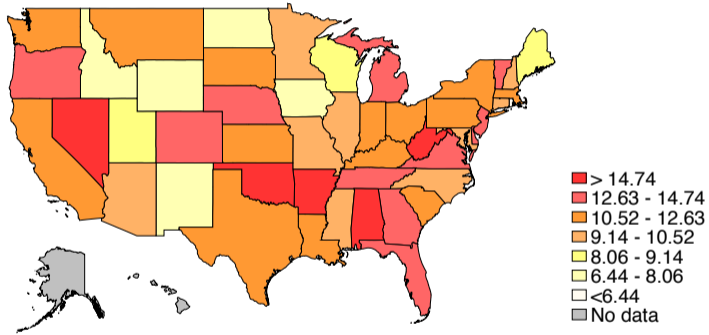 > 14.74
12.63 - 14.74
10.52 - 12.63
9.14 - 10.52
8.06 - 9.14
6.44 - 8.06
<6.44
No data